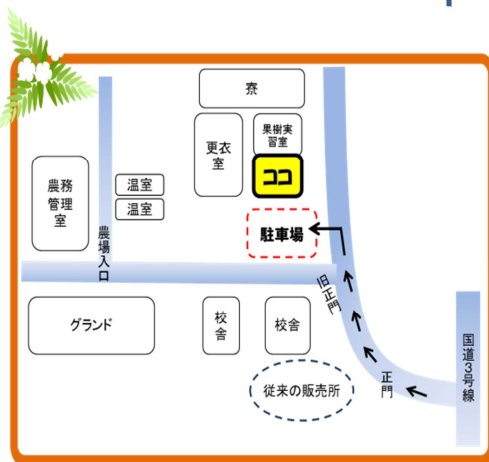 寮
果樹実
習室
更衣
室
ココ
農務
管理
室
温室
温室
駐車場
農場入口
旧正門
グランド
校
舎
校
舎
国道3号線
正門
従来の販売所